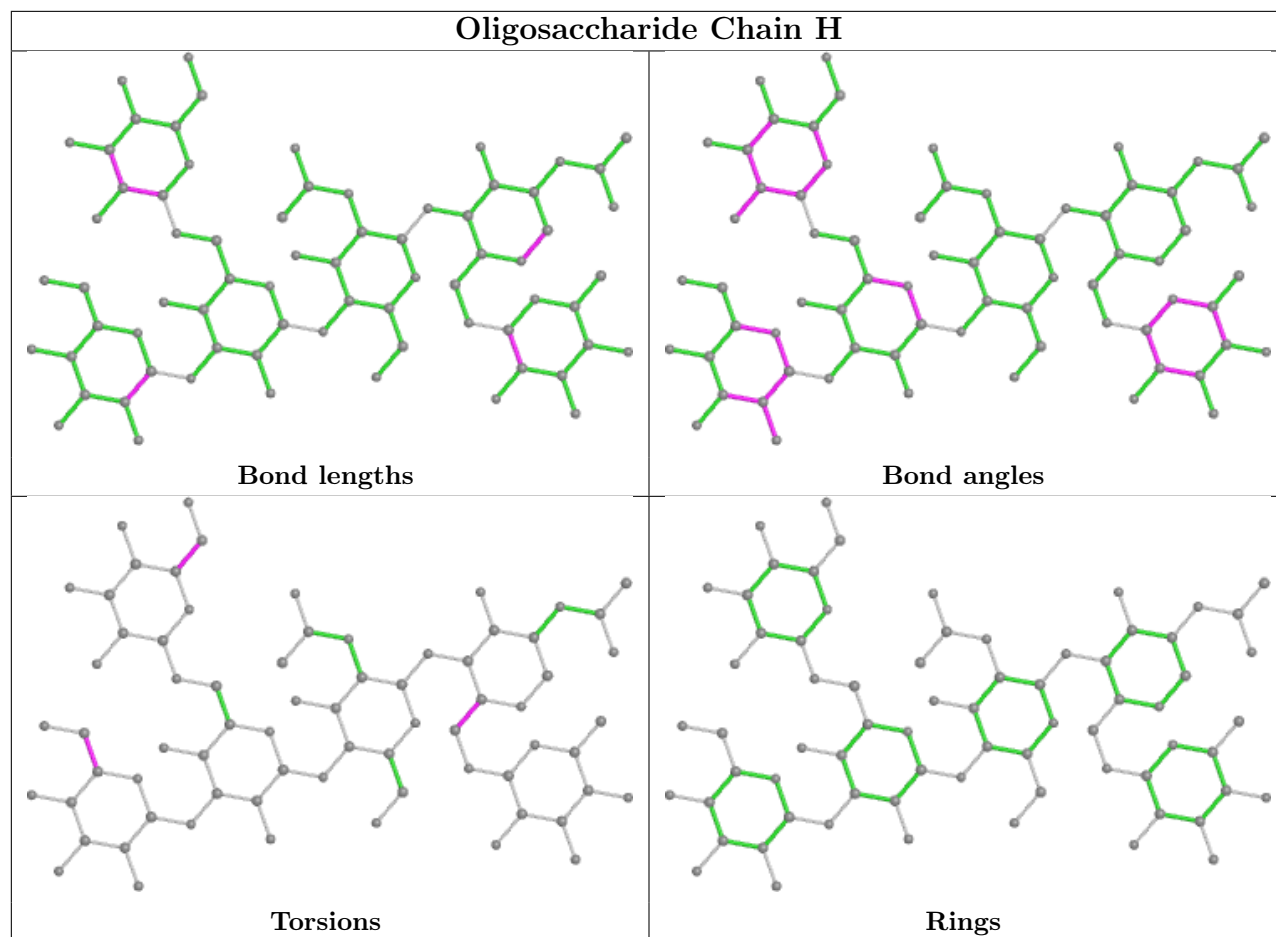 Oligosaccharide Chain H
Bond lengths
Bond angles
Torsions
Rings